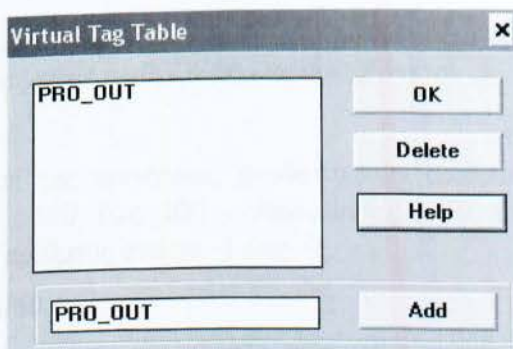 Virtual Tag Table
×
PRO_OUT
OK
Delete
Help
PRO_OUT
Add